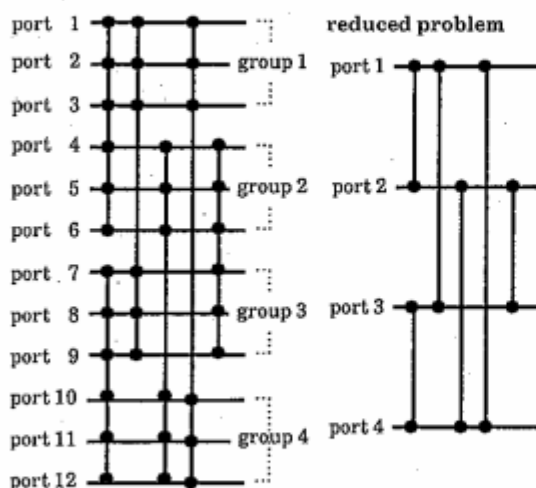 port 1
port 2
group 1
port 3
port 4
port 5
group 2
port 6
port 7
port 8
group 3
port 9
port 10
port 11
group 4
port 12
reduced problem
port 1
port 2
port 3
port 4